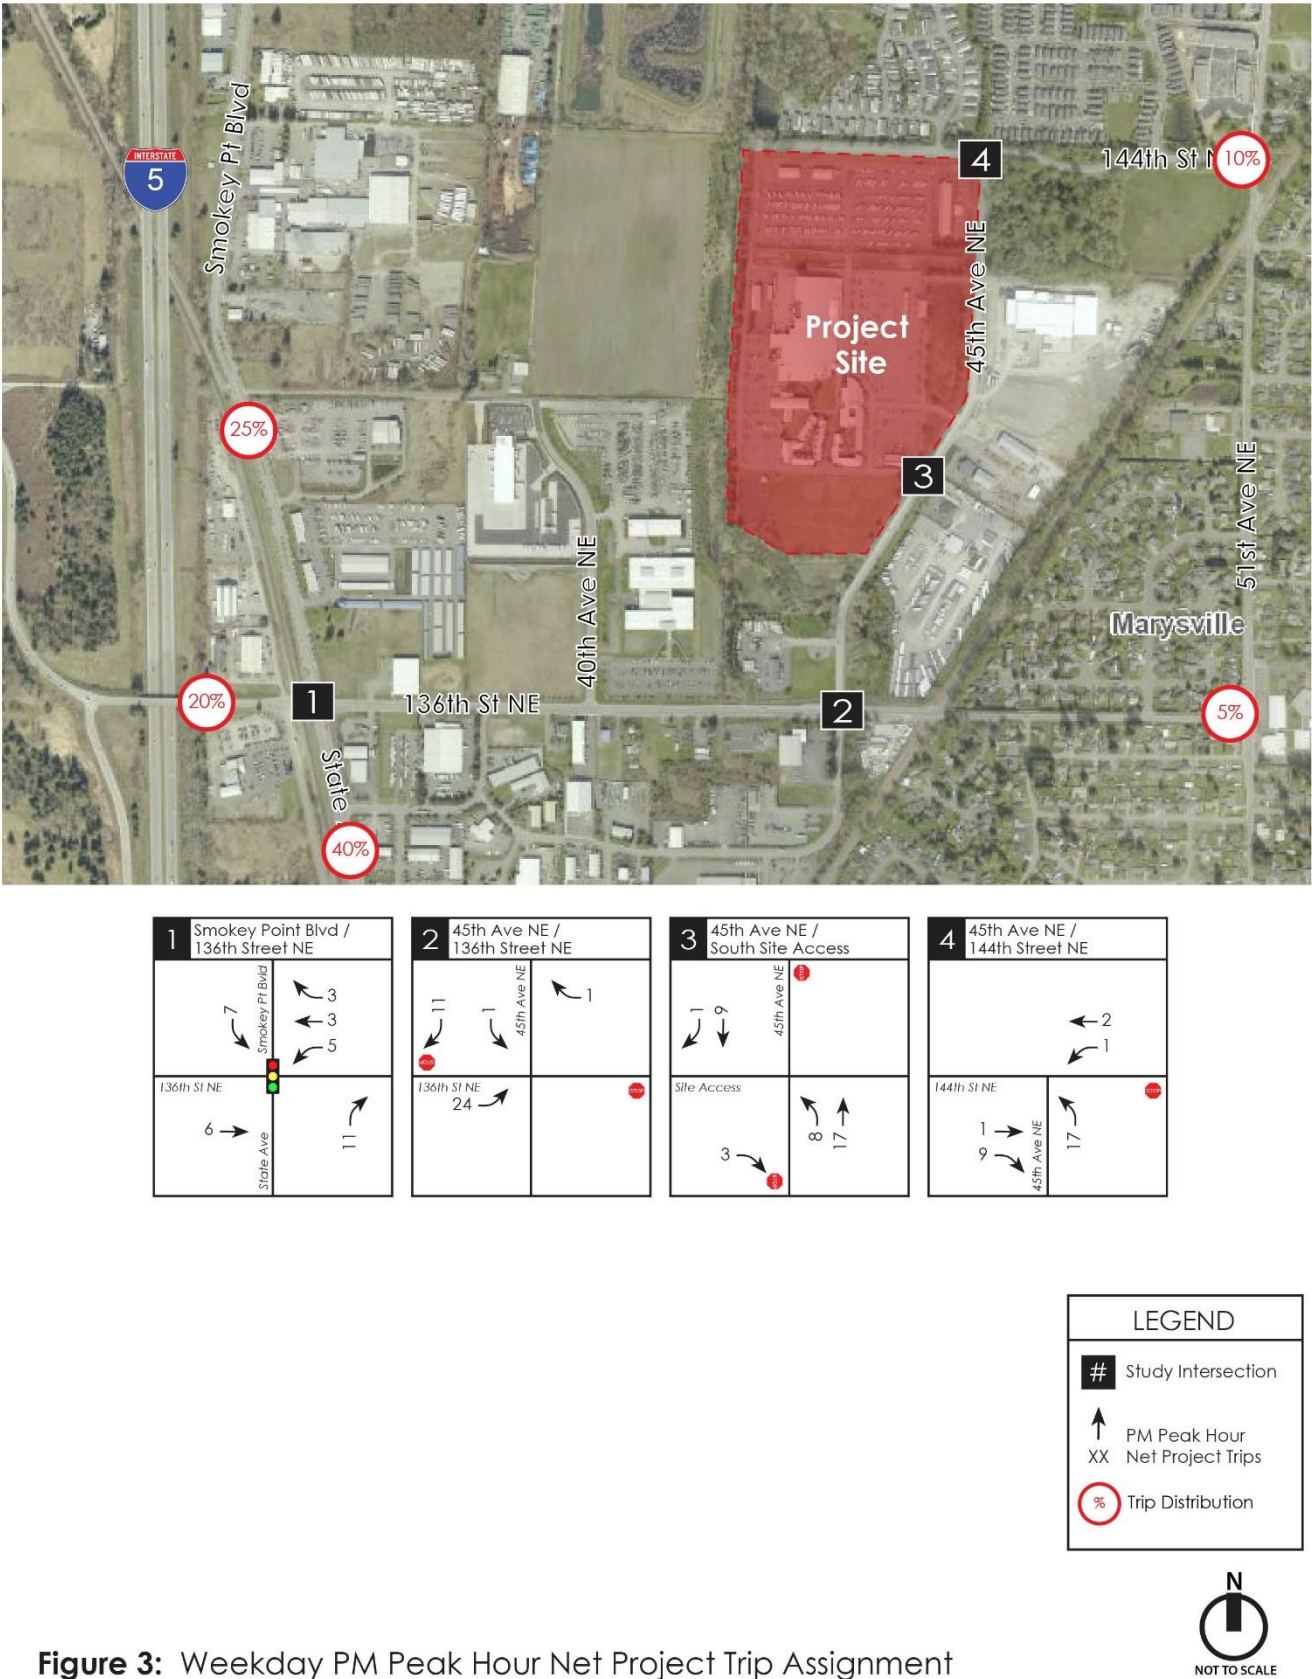 INTERSTATE
5
Smokey Pt Blvd
4
144th St N
10%
45th Ave NE
Project
Site
25%
3
51st Ave NE
40th Ave NE
Marysville
20%
1
136th St NE
2
5%
State
40%
1
Smokey Point Blvd /
136th Street NE
Smokey Pt Bvld
7
3
3
5
136th St NE
6
State Ave
11
2
45th Ave NE /
136th Street NE
11
1
45th Ave NE
1
STOP
136th St NE
24
STOP
3
45th Ave NE /
South Site Access
STOP
1
9
45th Ave NE
Site Access
3
STOP
8
17
4
45th Ave NE /
144th Street NE
2
1
144th St NE
STOP
1
9
45th Ave NE
17
LEGEND
# Study Intersection
XX PM Peak Hour
Net Project Trips
% Trip Distribution
N
NOT TO SCALE
Figure 3: Weekday PM Peak Hour Net Project Trip Assignment